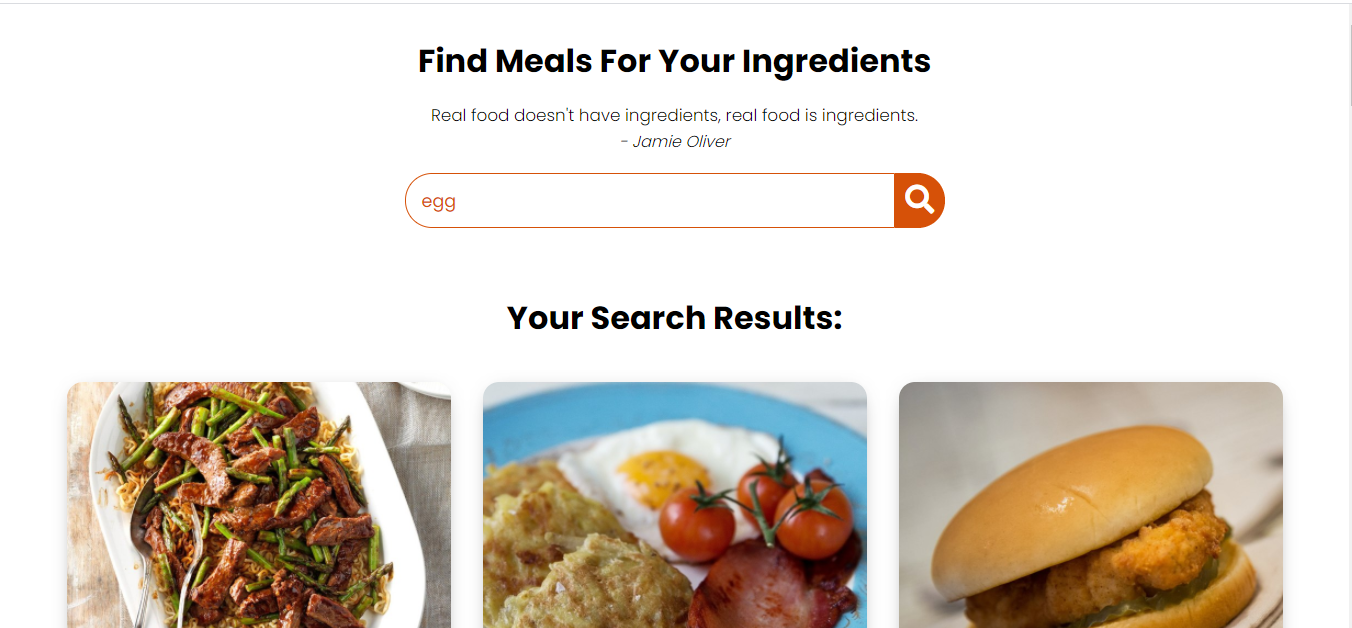 Find Meals For Your Ingredients
Real food doesn't have ingredients, real food is ingredients.
- Jamie Oliver
egg
Your Search Results: